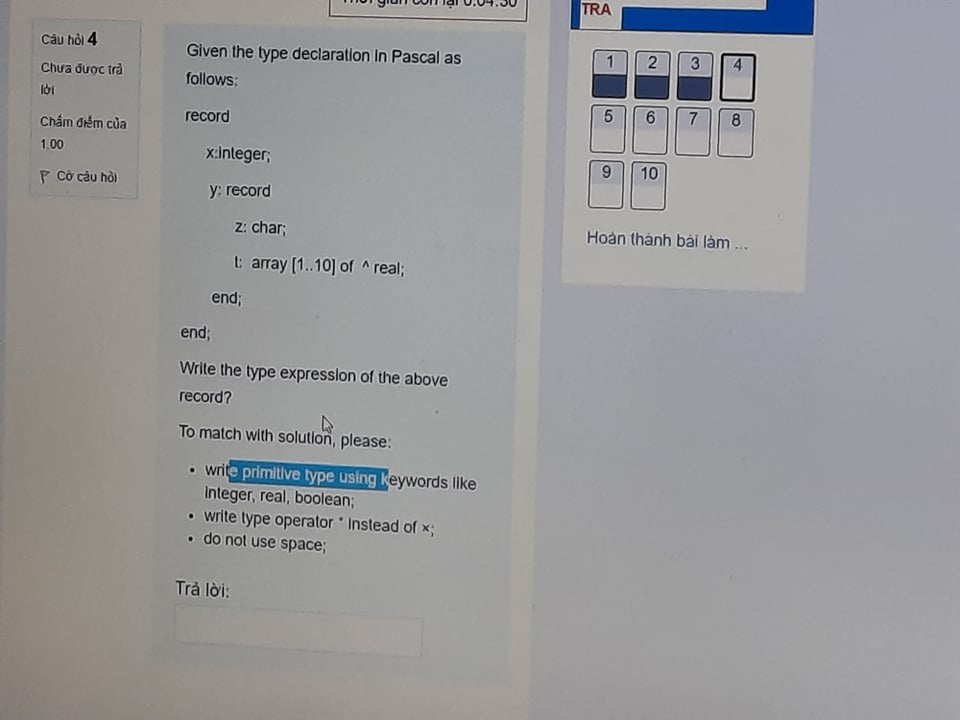 Thời gian còn lại 0:04:30
TRA
Câu hỏi 4
Chưa được trả
lời
Chấm điểm của
1,00
Cờ câu hỏi
Given the type declaration in Pascal as
follows:
record
x:integer;
y: record
z: char;
t: array [1..10] of ^ real;
end;
end;
Write the type expression of the above
record?
To match with solution, please:
• write primitive type using keywords like
integer, real, boolean;
• write type operator * instead of ×;
• do not use space;
Trả lời:
1 2 3 4
5 6 7 8
9 10
Hoàn thành bài làm ...